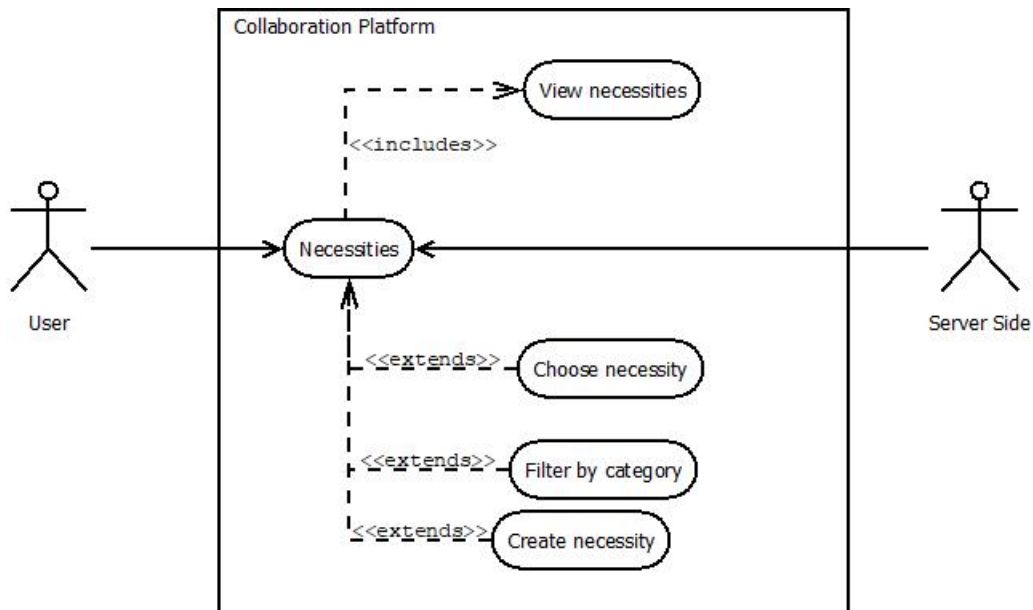 Collaboration Platform
View necessities
<<includes>>
Necessities
User
Server Side
<<extends>>
Choose necessity
<<extends>>
Filter by category
<<extends>>
Create necessity